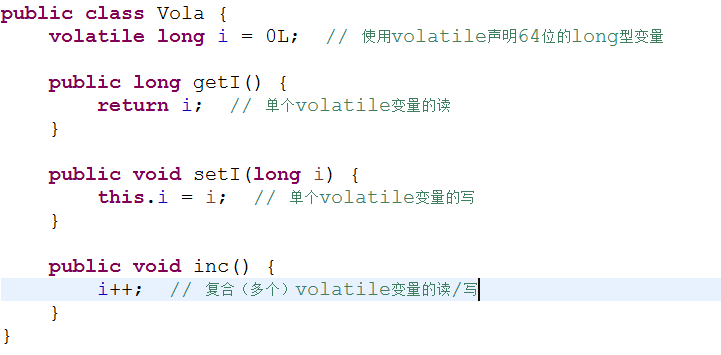 public class Vola {
    volatile long i = 0L;  // 使用volatile声明64位的long型变量
    public long getI() {
        return i;  // 单个volatile变量的读
    }
    public void setI(long i) {
        this.i = i;  // 单个volatile变量的写
    }
    public void inc() {
        i++;  // 复合（多个）volatile变量的读/写
    }
}